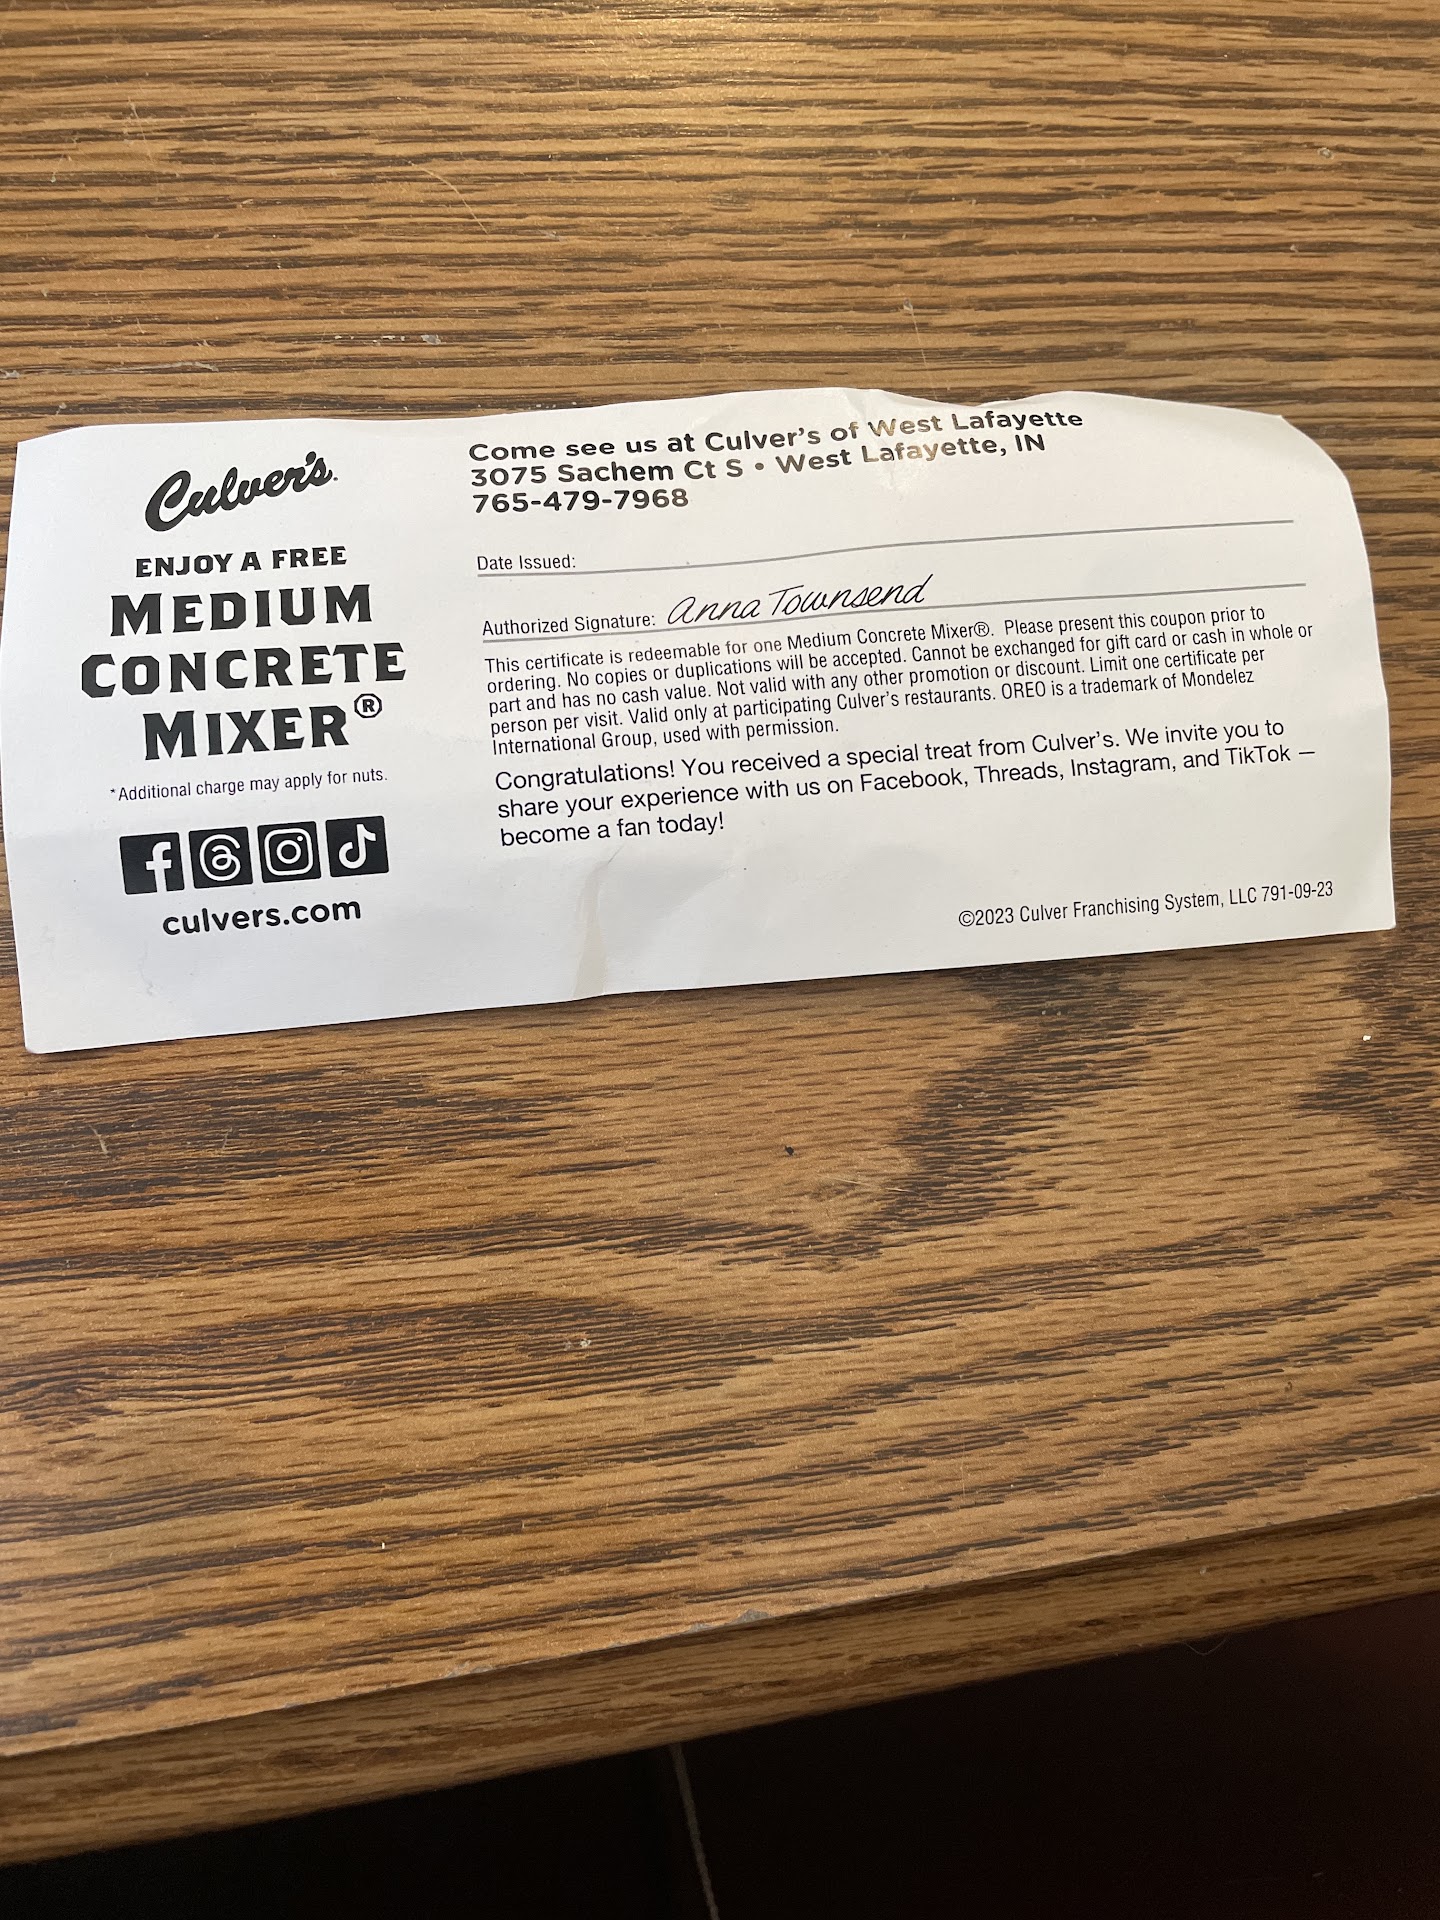 Culver's.
ENJOY A FREE
MEDIUM
CONCRETE
MIXER®
*Additional charge may apply for nuts.
culvers.com
Come see us at Culver's of West Lafayette
3075 Sachem Ct S • West Lafayette, IN
765-479-7968
Date Issued:
Authorized Signature: Anna Townsend
This certificate is redeemable for one Medium Concrete Mixer®. Please present this coupon prior to
ordering. No copies or duplications will be accepted. Cannot be exchanged for gift card or cash in whole or
part and has no cash value. Not valid with any other promotion or discount. Limit one certificate per
person per visit. Valid only at participating Culver's restaurants. OREO is a trademark of Mondelez
International Group, used with permission.
Congratulations! You received a special treat from Culver's. We invite you to
share your experience with us on Facebook, Threads, Instagram, and TikTok —
become a fan today!
©2023 Culver Franchising System, LLC 791-09-23